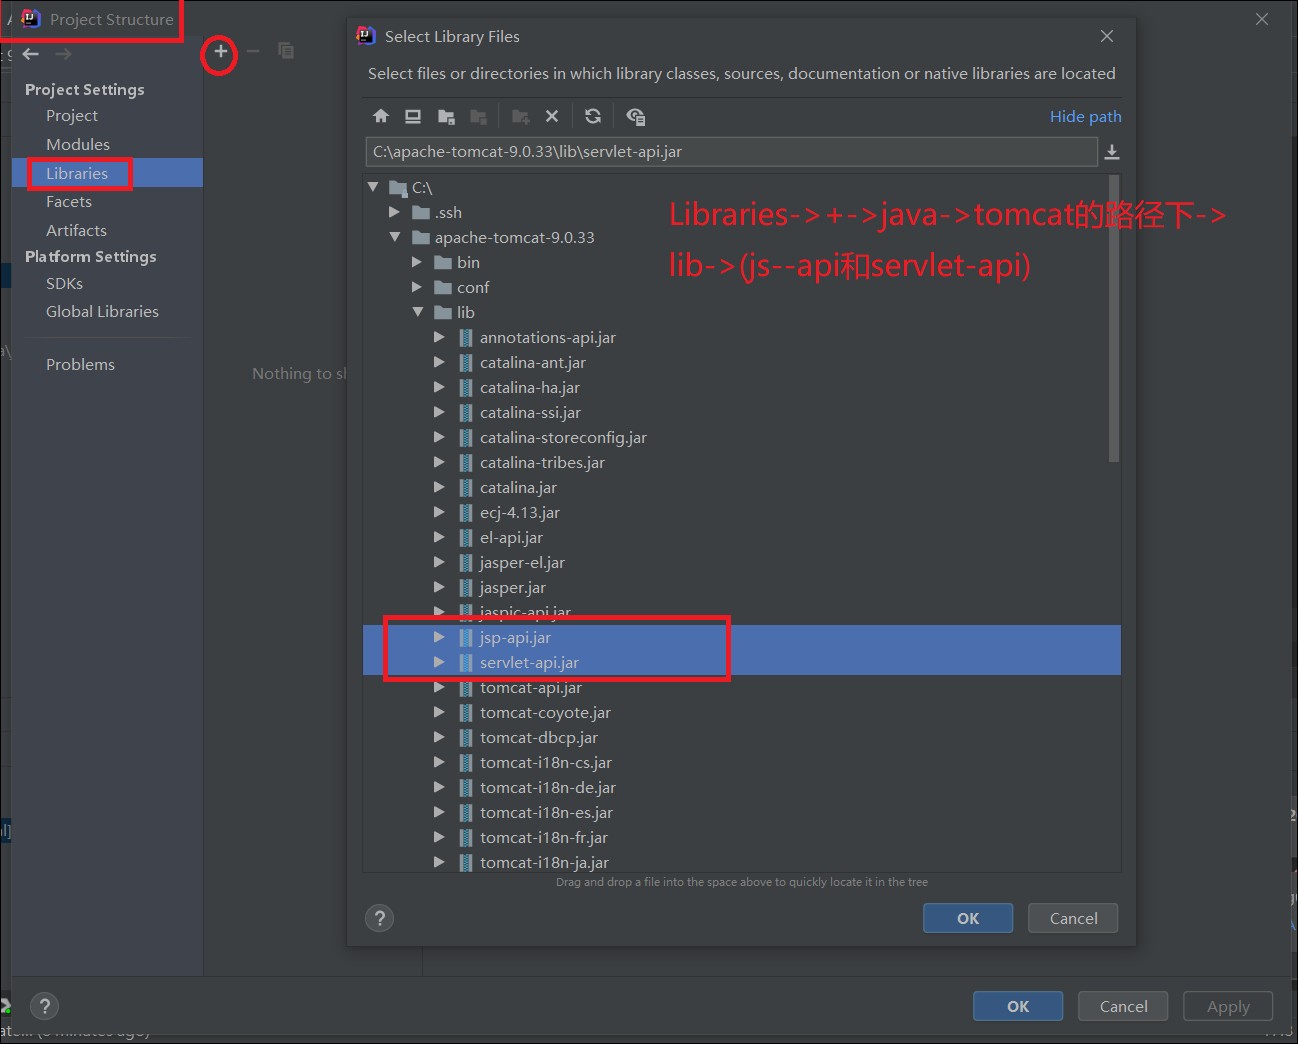 Project Structure
Project Settings
Project
Modules
Libraries
Facets
Artifacts
Platform Settings
SDKs
Global Libraries
Problems
Nothing to
Select Library Files
Select files or directories in which library classes, sources, documentation or native libraries are located
Hide path
C:\apache-tomcat-9.0.33\lib\servlet-api.jar
C:\
.ssh
apache-tomcat-9.0.33
bin
conf
lib
annotations-api.jar
catalina-ant.jar
catalina-ha.jar
catalina-ssi.jar
catalina-storeconfig.jar
catalina-tribes.jar
catalina.jar
ecj-4.13.jar
el-api.jar
jasper-el.jar
jasper.jar
jaspic-api.jar
jsp-api.jar
servlet-api.jar
tomcat-api.jar
tomcat-coyote.jar
tomcat-dbcp.jar
tomcat-i18n-cs.jar
tomcat-i18n-de.jar
tomcat-i18n-es.jar
tomcat-i18n-fr.jar
tomcat-i18n-ja.jar
Libraries->+->java->tomcat的路径下->
lib->(js--api和servlet-api)
Drag and drop a file into the space above to quickly locate it in the tree
?
OK
Cancel
?
OK
Cancel
Apply